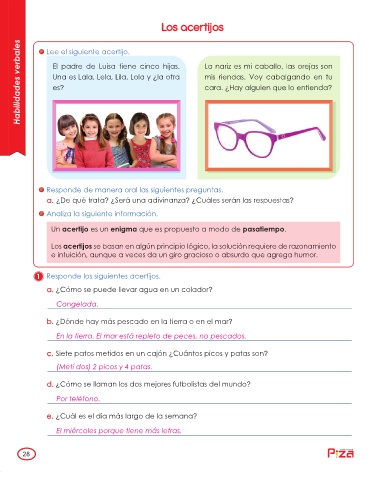 Los acertijos
Habilidades verbales
Lee el siguiente acertijo.
El padre de Luisa tiene cinco hijas.
Una es Lala, Lela, Lila, Lola y ¿la otra
es?
La nariz es mi caballo, las orejas son
mis riendas. Voy cabalgando en tu
cara. ¿Hay alguien que lo entienda?
Responde de manera oral las siguientes preguntas.
a. ¿De qué trata? ¿Será una adivinanza? ¿Cuáles serán las respuestas?
Analiza la siguiente información.
Un acertijo es un enigma que es propuesto a modo de pasatiempo.
Los acertijos se basan en algún principio lógico, la solución requiere de razonamiento
e intuición, aunque a veces da un giro gracioso o absurdo que agrega humor.
1 Responde los siguientes acertijos.
a. ¿Cómo se puede llevar agua en un colador?
Congelada.
b. ¿Dónde hay más pescado en la tierra o en el mar?
En la tierra. El mar está repleto de peces, no pescados.
c. Siete patos metidos en un cajón ¿Cuántos picos y patas son?
(Metí dos) 2 picos y 4 patas.
d. ¿Cómo se llaman los dos mejores futbolistas del mundo?
Por teléfono.
e. ¿Cuál es el día más largo de la semana?
El miércoles porque tiene más letras.
28